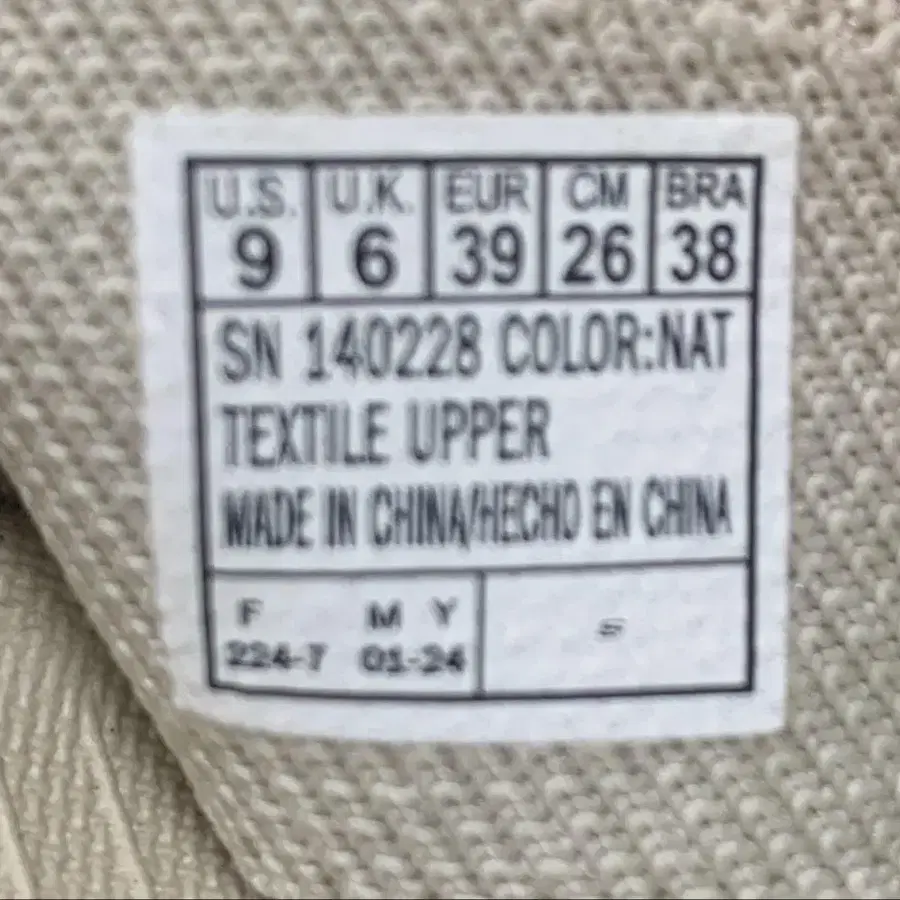 U.S. U.K. EUR CM BRA
9 6 39 26 38
SN 140228 COLOR:NAT
TEXTILE UPPER
MADE IN CHINA/HECHO EN CHINA
F M Y
224-7 01-24